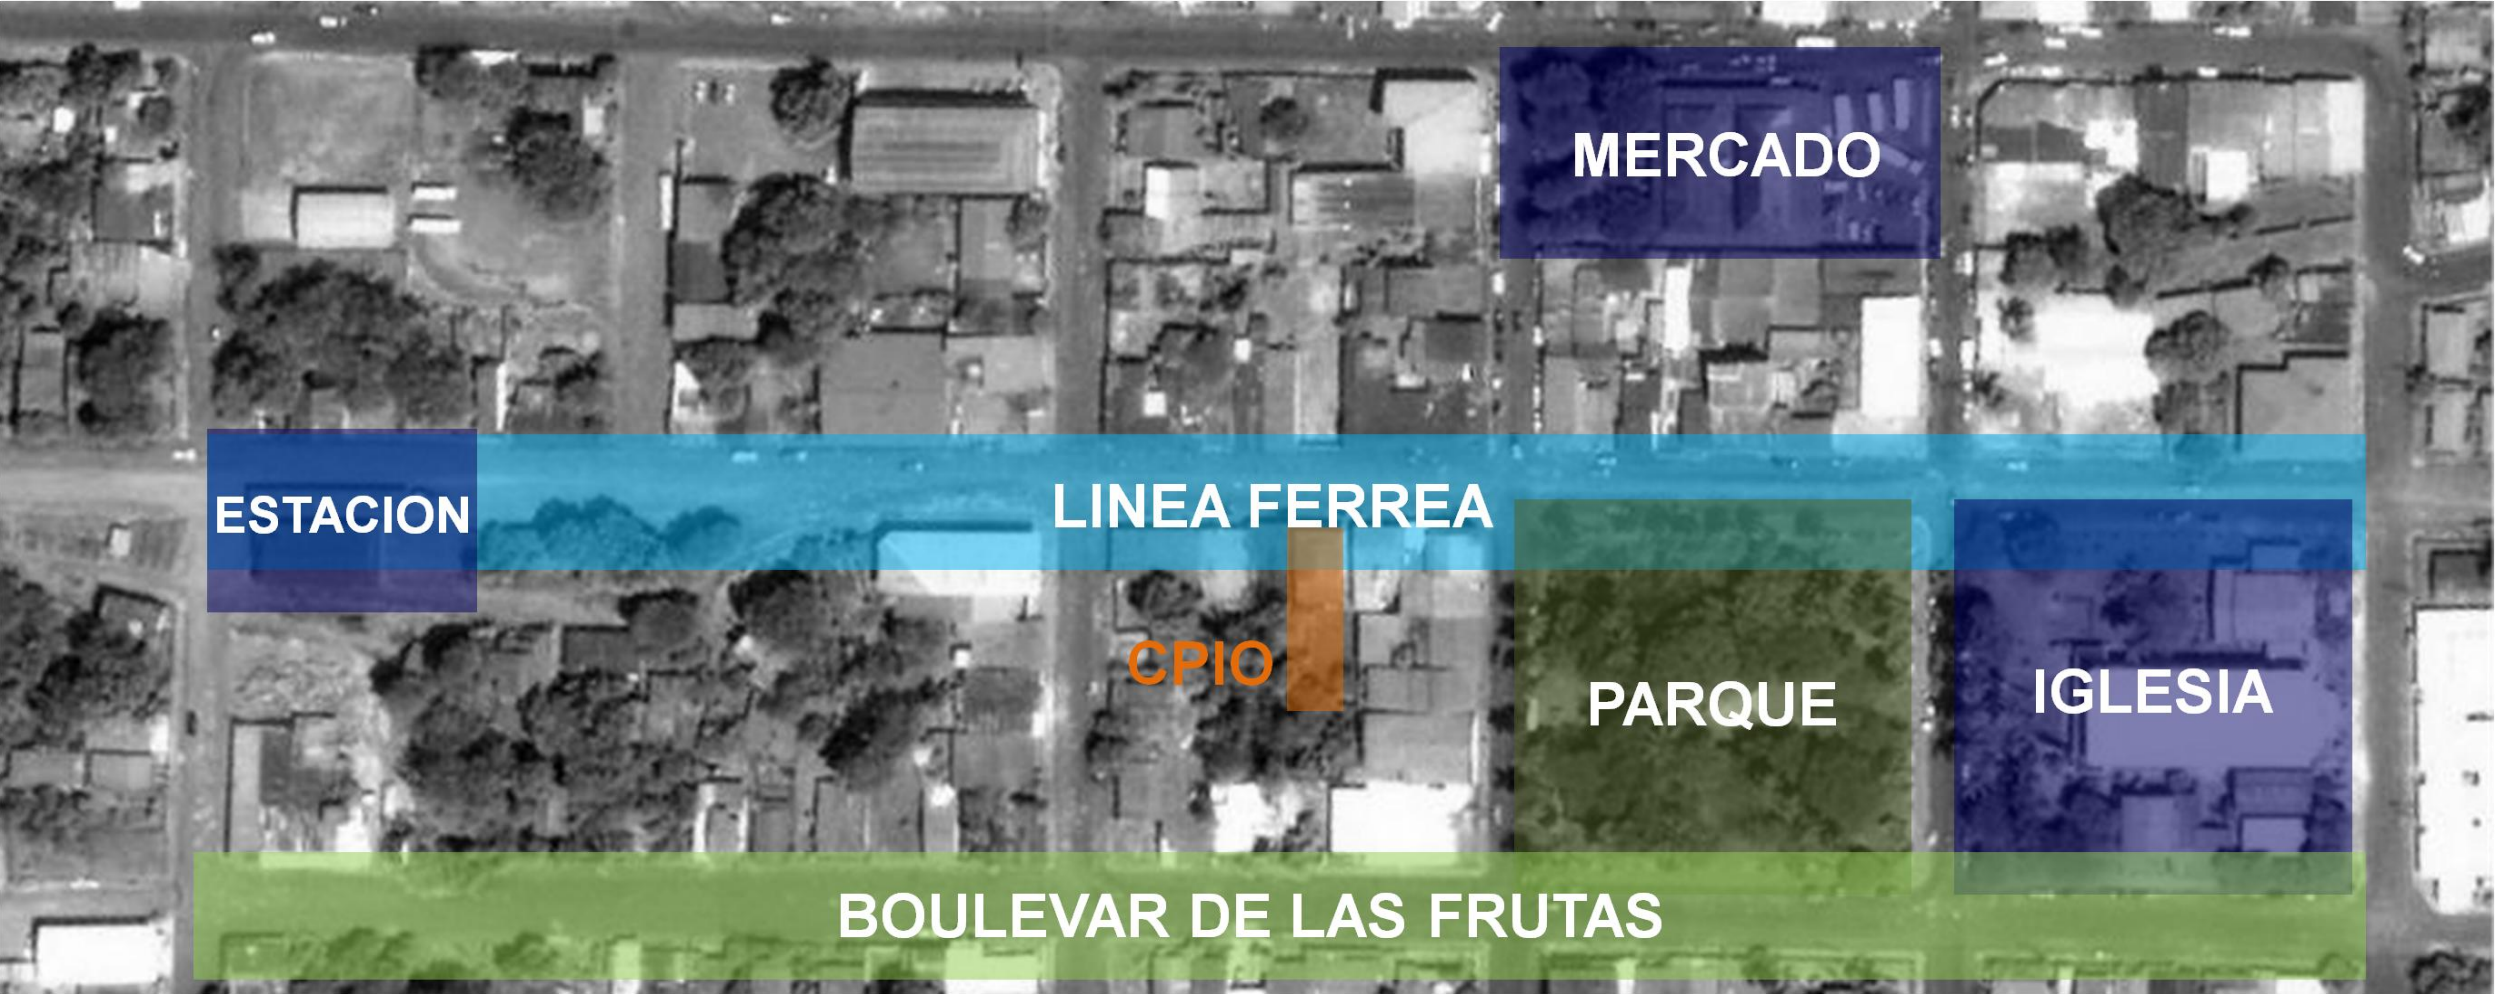 MERCADO
ESTACION
LINEA FERREA
CPIO
PARQUE
IGLESIA
BOULEVAR DE LAS FRUTAS